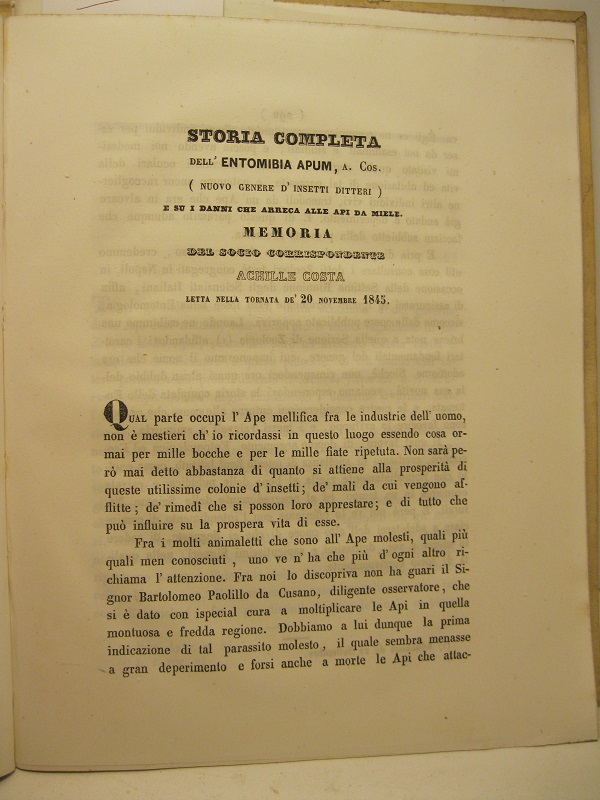 STORIA COMPLETA
DELL' ENTOMIBIA APUM, A. Cos.
( NUOVO GENERE D' INSETTI DITTERI )
E SU I DANNI CHE ARRECA ALLE API DA MIELE.
MEMORIA
DEL SOCIO CORRISPONDENTE
ACHILLE COSTA
LETTA NELLA TORNATA DE' 20 NOVEMBRE 1845.
QUAL parte occupi l' Ape mellifica fra le industrie dell' uomo,
non è mestieri ch' io ricordassi in questo luogo essendo cosa or-
mai per mille bocche e per le mille fiate ripetuta. Non sarà pe-
rò mai detto abbastanza di quanto si attiene alla prosperità di
queste utilissime colonie d' insetti ; de' mali da cui vengono af-
flitte ; de' rimedî che si posson loro apprestare ; e di tutto che
può influire su la prospera vita di esse.
Fra i molti animaletti che sono all' Ape molesti, quali più
quali men conosciuti , uno ve n' ha che più d' ogni altro ri-
chiama l' attenzione. Fra noi lo discopriva non ha guari il Si-
gnor Bartolomeo Paolillo da Cusano, diligente osservatore, che
si è dato con ispecial cura a moltiplicare le Api in quella
montuosa e fredda regione. Dobbiamo a lui dunque la prima
indicazione di tal parassito molesto , il quale sembra menasse
a gran deperimento e forsi anche a morte le Api che attac-